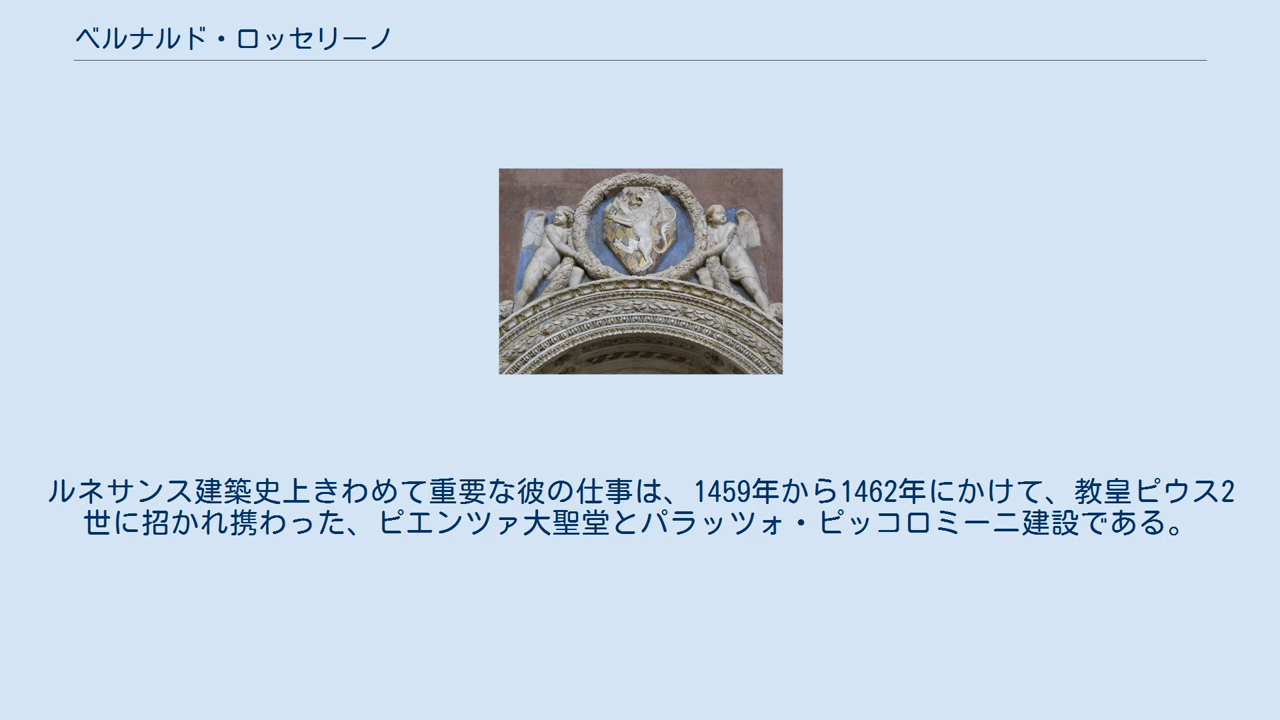 ベルナルド・ロッセリーノ
ルネサンス建築史上きわめて重要な彼の仕事は、1459年から1462年にかけて、教皇ピウス2
世に招かれ携わった、ピエンツァ大聖堂とパラッツォ・ピッコロミーニ建設である。